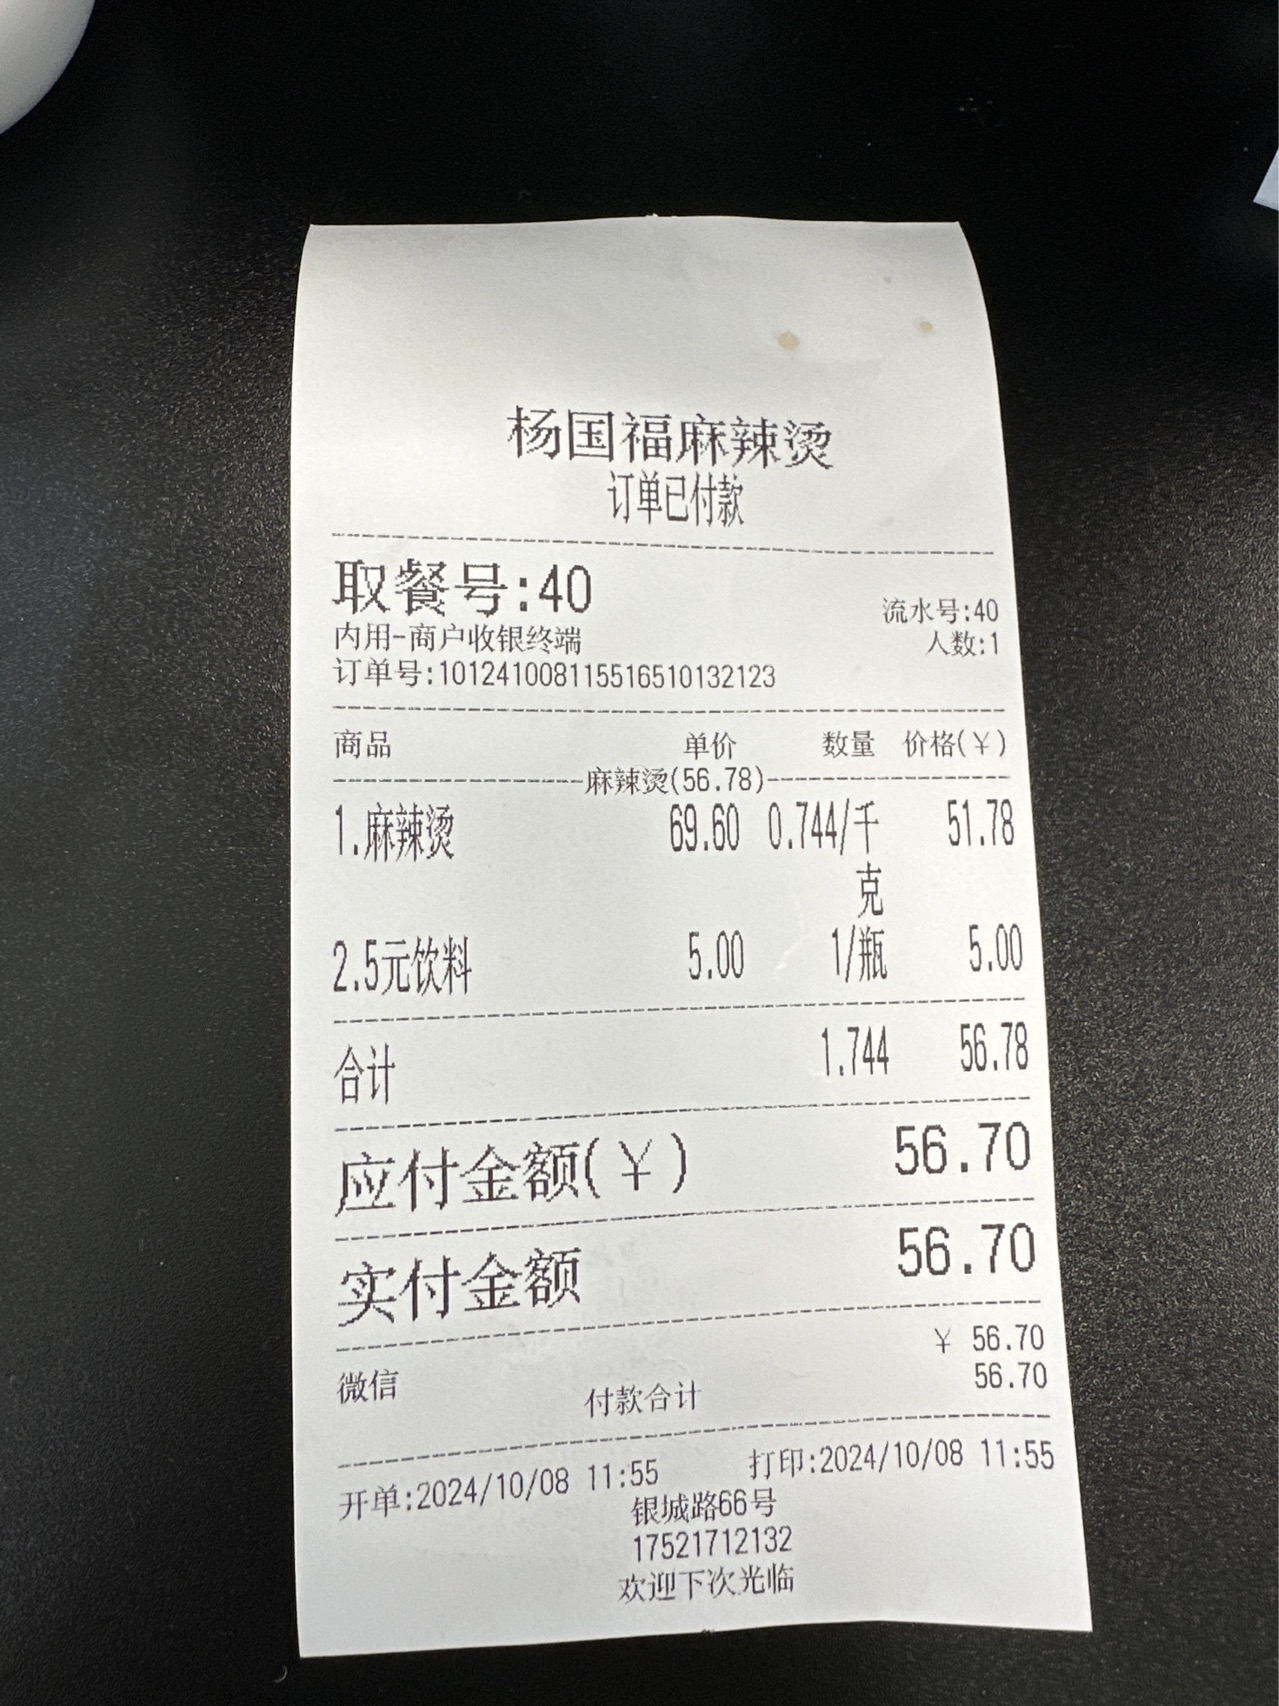 杨国福麻辣烫
订单已付款
取餐号:40
流水号:40
内用-商户收银终端 人数:1
订单号:101241008115516510132123
商品 单价 数量 价格(¥)
麻辣烫(56.78)
1.麻辣烫 69.60 0.744/千克 51.78
2.5元饮料 5.00 1/瓶 5.00
合计 1.744 56.78
应付金额(¥) 56.70
实付金额 56.70
微信 ¥ 56.70
付款合计 56.70
开单:2024/10/08 11:55 打印:2024/10/08 11:55
银城路66号
17521712132
欢迎下次光临